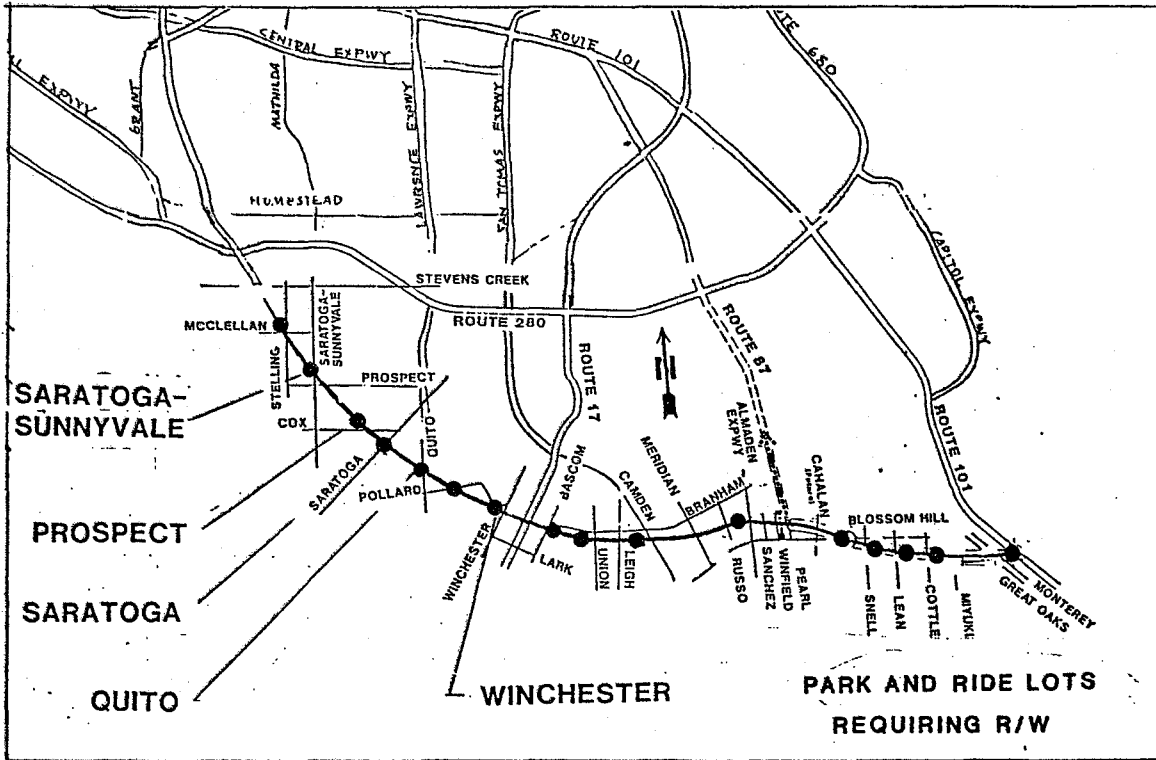 CENTRAL EXPWY
ROUTE 101
ROUTE 680
EXPWY
GRANT
MATHILDA
LAWRENCE EXPWY
SAN TOMAS EXPWY
HOMESTEAD
CAPITOL EXPWY
STEVENS CREEK
ROUTE 280
MCCLELLAN
STELLING
SARATOGA-
SUNNYVALE
ROUTE 17
ROUTE 87
PROSPECT
SARATOGA-
SUNNYVALE
COX
QUITO
ALMADEN
EXPWY
ROUTE 101
SARATOGA
POLLARD
BASCOM
CAMDEN
MERIDIAN
BRANHAM
CAHALAN
(Future)
BLOSSOM HILL
PROSPECT
WINCHESTER
LARK
UNION
LEIGH
RUSSO
SANCHEZ
WINFIELD
PEARL
SNELL
LEAN
COTTLE
MIYUKI
GREAT OAKS
MONTEREY
SARATOGA
QUITO
WINCHESTER
PARK AND RIDE LOTS
REQUIRING R/W